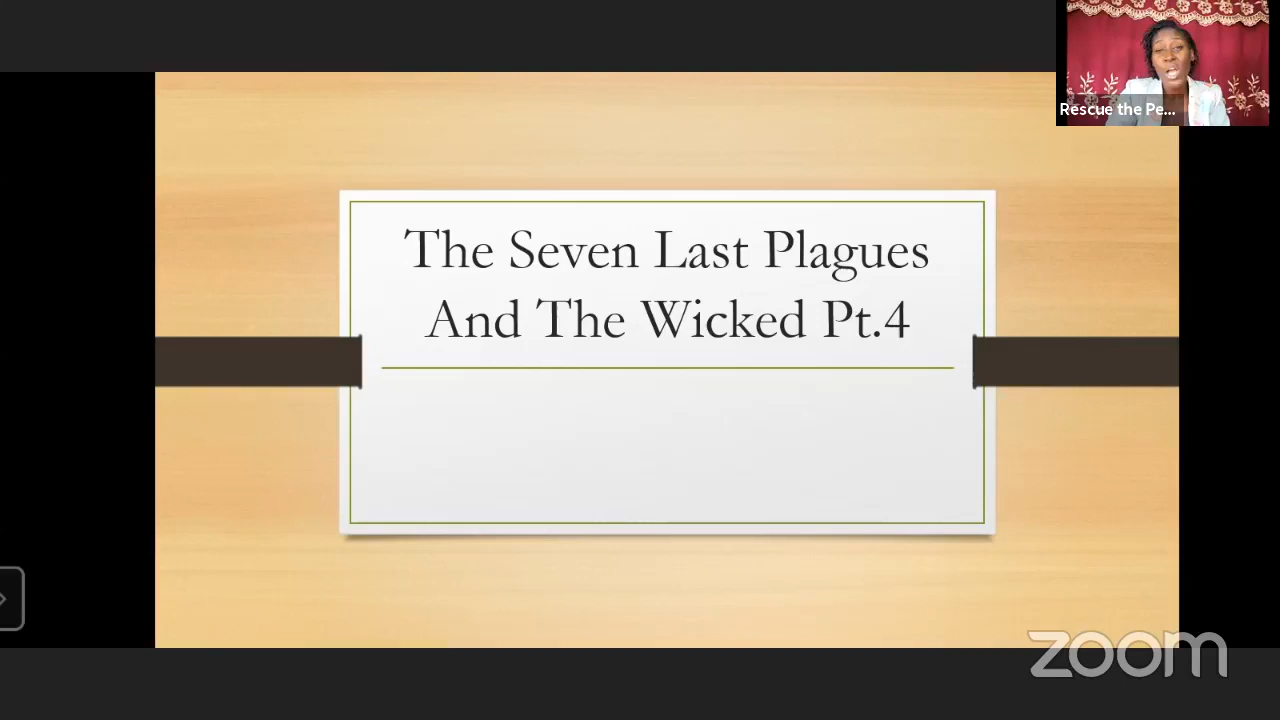 Rescue the Pe...
The Seven Last Plagues
And The Wicked Pt.4
zoom